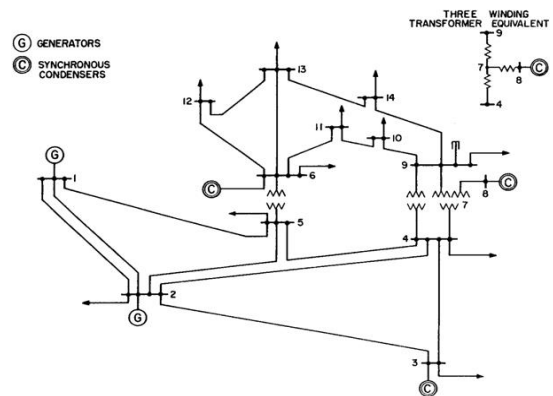 THREE WINDING
TRANSFORMER EQUIVALENT
9
7
8
C
4
G GENERATORS
C SYNCHRONOUS
CONDENSERS
13
14
12
11
10
9
G
1
C
6
8
C
7
5
4
2
G
3
C